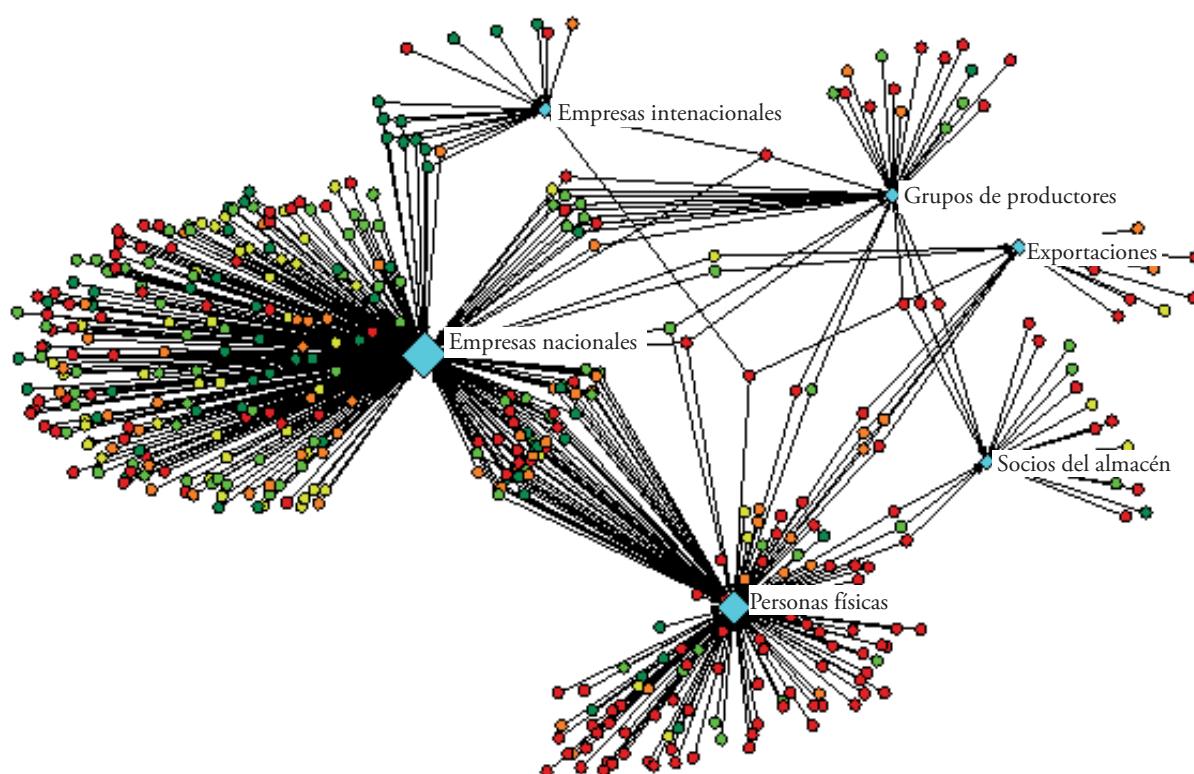 Empresas intenacionales
Grupos de productores
Exportaciones
Empresas nacionales
Socios del almacén
Personas físicas